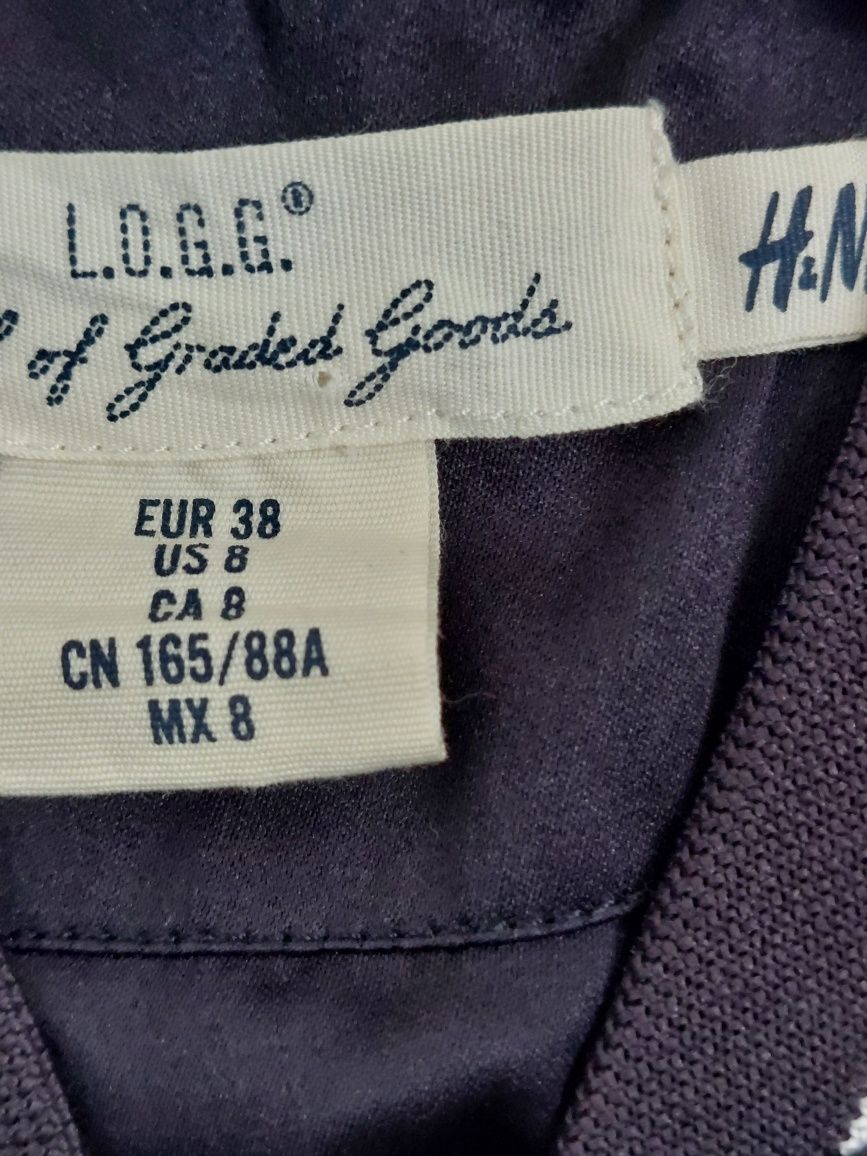 L.O.G.G.®
of Graded Goods
H&M
EUR 38
US 8
CA 8
CN 165/88A
MX 8